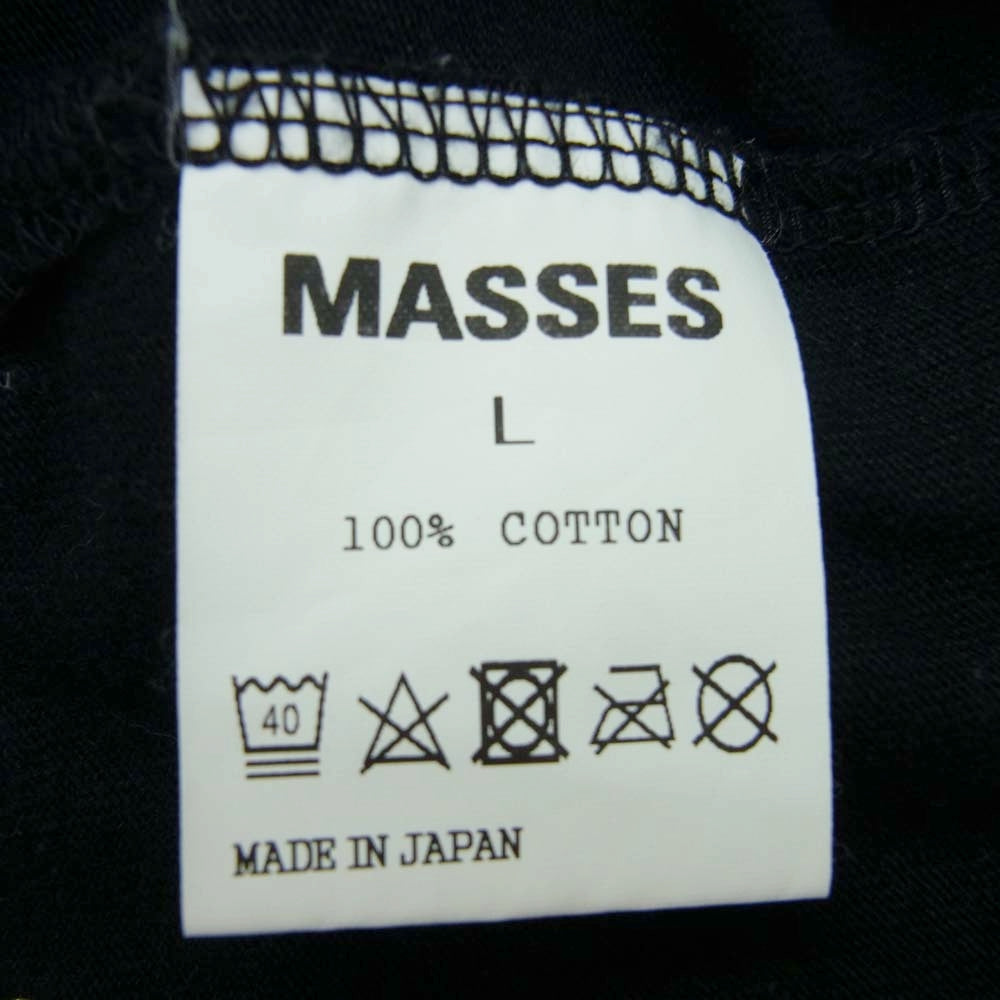 MASSES
L
100% COTTON
40
MADE IN JAPAN